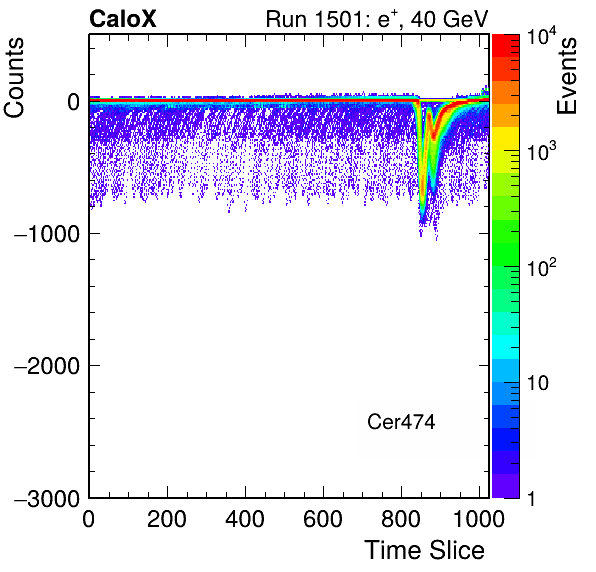 CaloX Run 1501: e⁺, 40 GeV
Counts
Events
0
−1000
−2000
−3000
10⁴
10³
10²
10
1
Cer474
0 200 400 600 800 1000
Time Slice